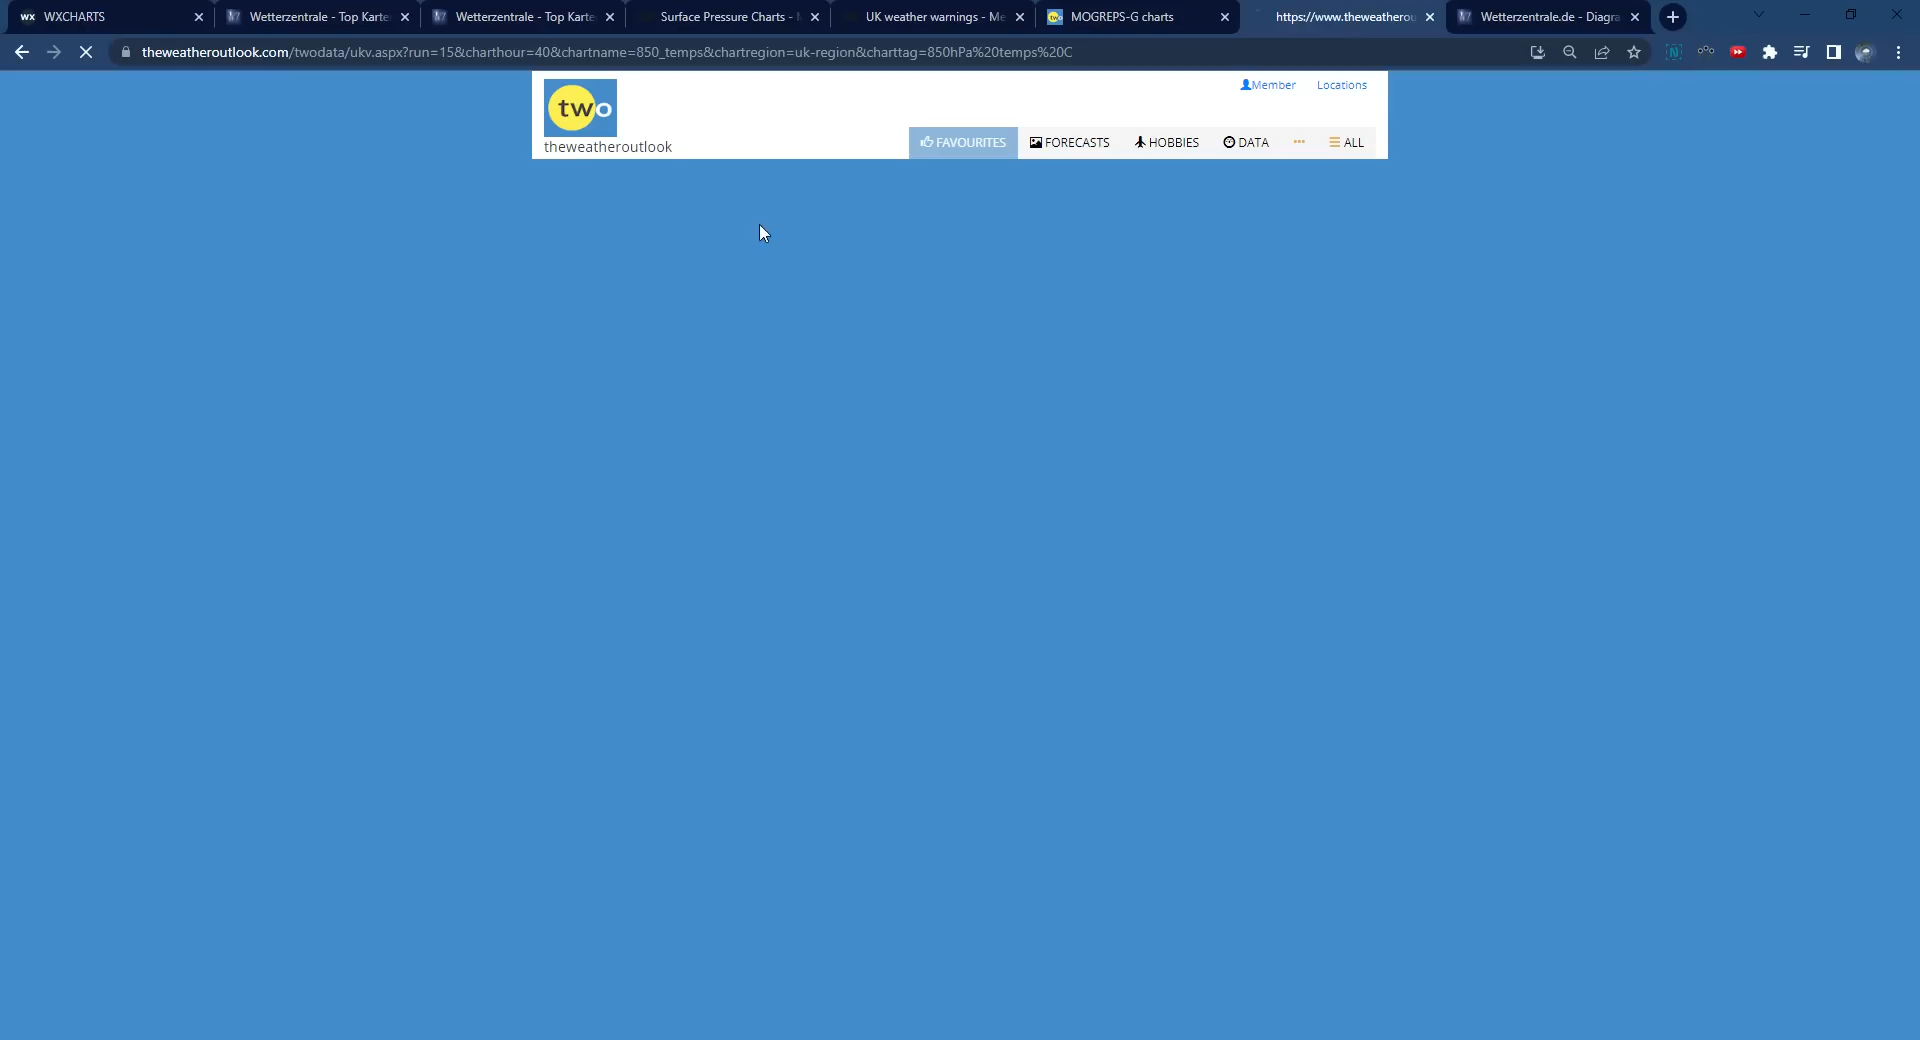 WX WXCHARTS
Wetterzentrale - Top Karte
Wetterzentrale - Top Karte
Surface Pressure Charts -
UK weather warnings - Me
two MOGREPS-G charts
https://www.theweatherou
Wetterzentrale.de - Diagra
theweatheroutlook.com/twodata/ukv.aspx?run=15&charthour=40&chartname=850_temps&chartregion=uk-region&charttag=850hPa%20temps%20C
two
Member Locations
theweatheroutlook
FAVOURITES FORECASTS HOBBIES DATA ALL